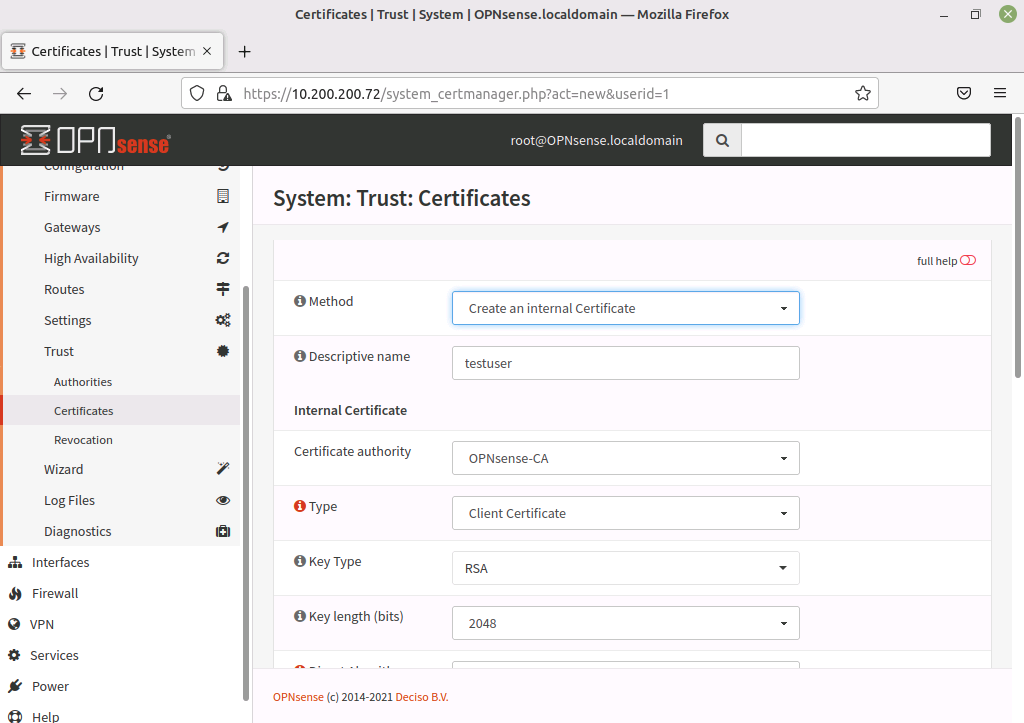 Certificates | Trust | System | OPNsense.localdomain — Mozilla Firefox
Certificates | Trust | System
https://10.200.200.72/system_certmanager.php?act=new&userid=1
OPNsense
root@OPNsense.localdomain
Configuration
Firmware
Gateways
High Availability
Routes
Settings
Trust
Authorities
Certificates
Revocation
Wizard
Log Files
Diagnostics
Interfaces
Firewall
VPN
Services
Power
Help
System: Trust: Certificates
full help
Method
Create an internal Certificate
Descriptive name
testuser
Internal Certificate
Certificate authority
OPNsense-CA
Type
Client Certificate
Key Type
RSA
Key length (bits)
2048
OPNsense (c) 2014-2021 Deciso B.V.